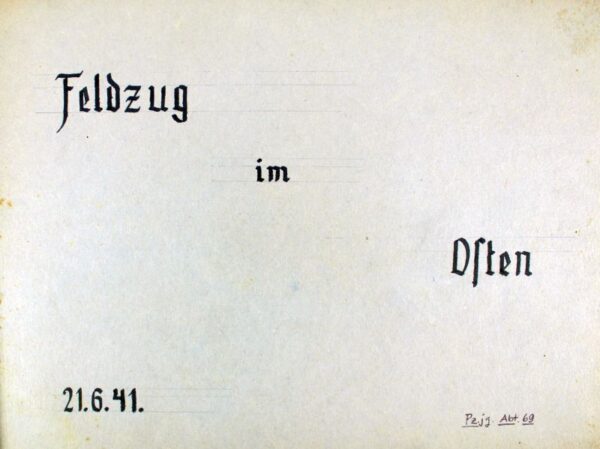 Feldzug
im
Oſten
21.6.41.
Pz.jg. Abt. 69